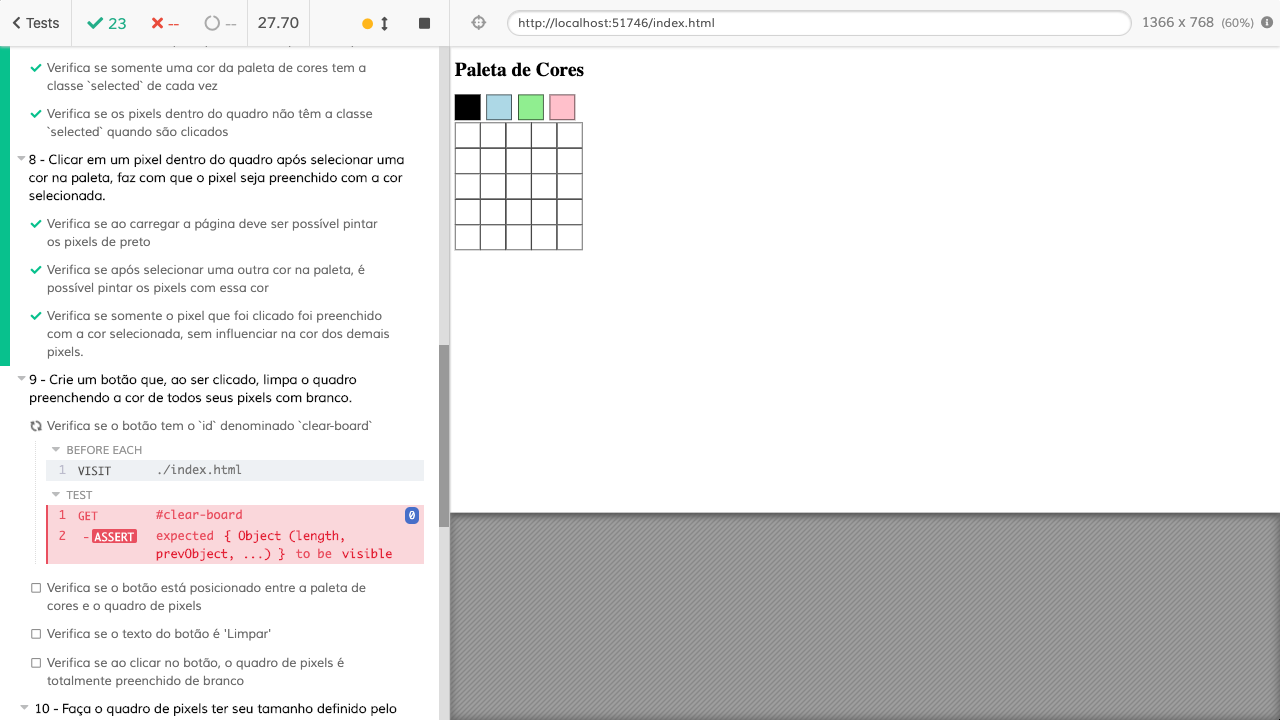 Tests
23
--
--
27.70
http://localhost:51746/index.html
1366 x 768 (60%)
Verifica se somente uma cor da paleta de cores tem a
classe `selected` de cada vez
Verifica se os pixels dentro do quadro não têm a classe
`selected` quando são clicados
8 - Clicar em um pixel dentro do quadro após selecionar uma
cor na paleta, faz com que o pixel seja preenchido com a cor
selecionada.
Verifica se ao carregar a página deve ser possível pintar
os pixels de preto
Verifica se após selecionar uma outra cor na paleta, é
possível pintar os pixels com essa cor
Verifica se somente o pixel que foi clicado foi preenchido
com a cor selecionada, sem influenciar na cor dos demais
pixels.
9 - Crie um botão que, ao ser clicado, limpa o quadro
preenchendo a cor de todos seus pixels com branco.
Verifica se o botão tem o `id` denominado `clear-board`
BEFORE EACH
1 VISIT ./index.html
TEST
1 GET #clear-board 0
2 -ASSERT expected { Object (length,
prevObject, ...) } to be visible
Verifica se o botão está posicionado entre a paleta de
cores e o quadro de pixels
Verifica se o texto do botão é 'Limpar'
Verifica se ao clicar no botão, o quadro de pixels é
totalmente preenchido de branco
10 - Faça o quadro de pixels ter seu tamanho definido pelo
Paleta de Cores